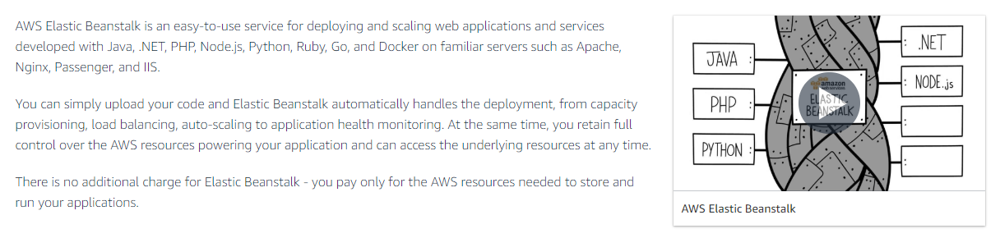 AWS Elastic Beanstalk is an easy-to-use service for deploying and scaling web applications and services
developed with Java, .NET, PHP, Node.js, Python, Ruby, Go, and Docker on familiar servers such as Apache,
Nginx, Passenger, and IIS.
You can simply upload your code and Elastic Beanstalk automatically handles the deployment, from capacity
provisioning, load balancing, auto-scaling to application health monitoring. At the same time, you retain full
control over the AWS resources powering your application and can access the underlying resources at any time.
There is no additional charge for Elastic Beanstalk - you pay only for the AWS resources needed to store and
run your applications.
JAVA
PHP
PYTHON
amazon
web services
ELASTIC
BEANSTALK
.NET
NODE.js
AWS Elastic Beanstalk